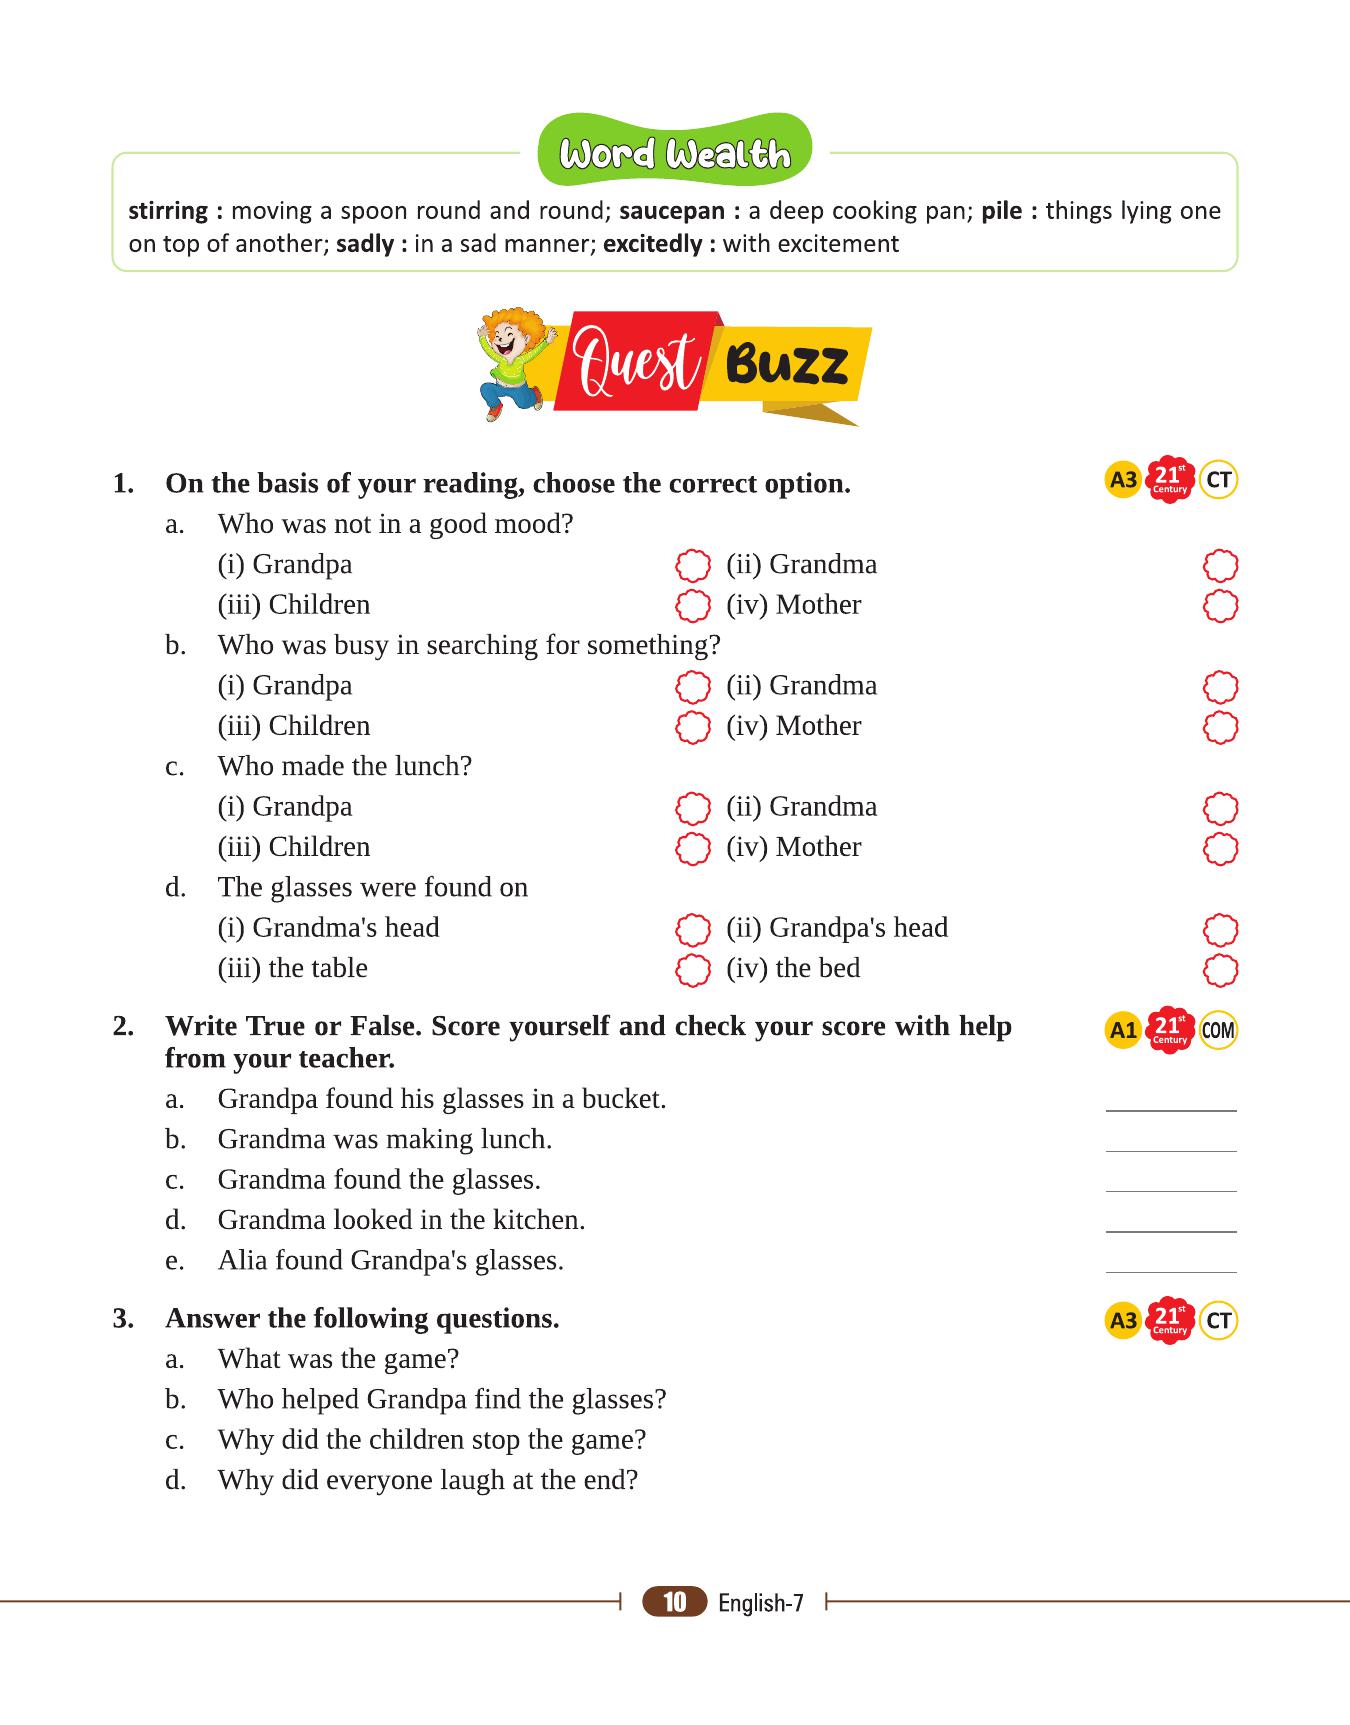 Word Wealth
stirring : moving a spoon round and round; saucepan : a deep cooking pan; pile : things lying one
on top of another; sadly : in a sad manner; excitedly : with excitement
Quest Buzz
1. On the basis of your reading, choose the correct option. A3 21st Century CT
a. Who was not in a good mood?
(i) Grandpa (ii) Grandma
(iii) Children (iv) Mother
b. Who was busy in searching for something?
(i) Grandpa (ii) Grandma
(iii) Children (iv) Mother
c. Who made the lunch?
(i) Grandpa (ii) Grandma
(iii) Children (iv) Mother
d. The glasses were found on
(i) Grandma's head (ii) Grandpa's head
(iii) the table (iv) the bed
2. Write True or False. Score yourself and check your score with help A1 21st Century COM
from your teacher.
a. Grandpa found his glasses in a bucket.
b. Grandma was making lunch.
c. Grandma found the glasses.
d. Grandma looked in the kitchen.
e. Alia found Grandpa's glasses.
3. Answer the following questions. A3 21st Century CT
a. What was the game?
b. Who helped Grandpa find the glasses?
c. Why did the children stop the game?
d. Why did everyone laugh at the end?
10 English-7